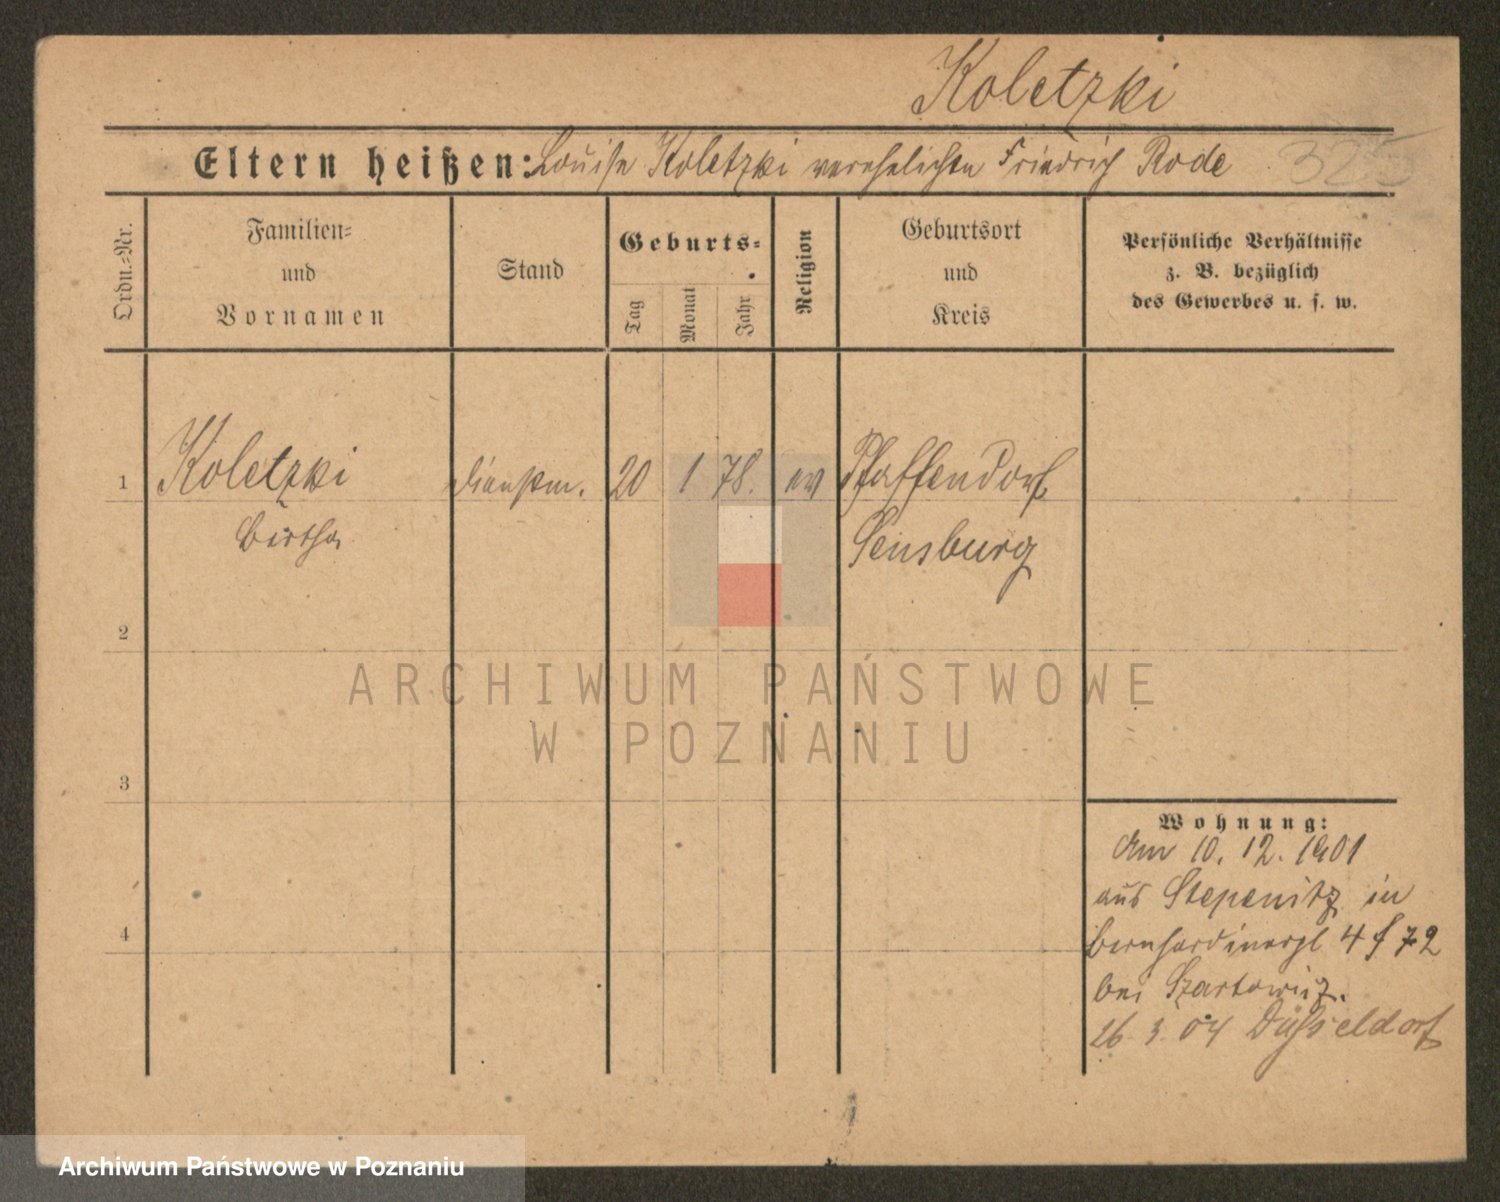 Koletzki
Eltern heißen: Louise Koletzki verehelichte Friedrich Rode 325
Ordn.-Nr.
Familien-
und
Vornamen
Stand
Geburts-
Tag
Monat
Jahr
Religion
Geburtsort
und
Kreis
Persönliche Verhältnisse
z. B. bezüglich
des Gewerbes u. s. w.
1 Koletzki Dienstm. 20 1 78. ev Pfaffendorf
Bertha Sensburg
2
3
4
ARCHIWUM PAŃSTWOWE
W POZNANIU
Wohnung:
Am 10. 12. 1901
aus Stepenitz in
Bernhardinerpl 4 f 72
bei
26. 3. 04 Düsseldorf
Archiwum Państwowe w Poznaniu